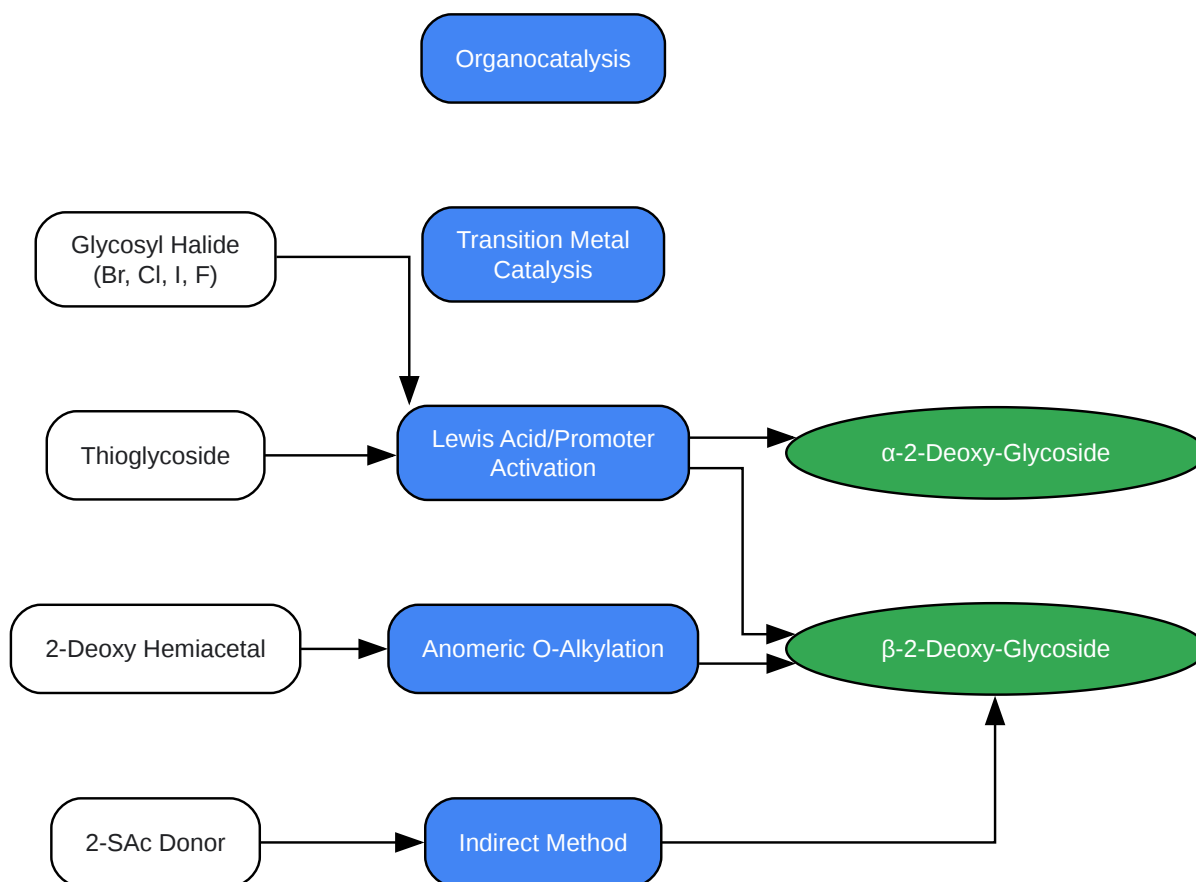 Organocatalysis
Glycosyl Halide
(Br, Cl, I, F)
Transition Metal
Catalysis
Thioglycoside
Lewis Acid/Promoter
Activation
α-2-Deoxy-Glycoside
2-Deoxy Hemiacetal
Anomeric O-Alkylation
β-2-Deoxy-Glycoside
2-SAc Donor
Indirect Method